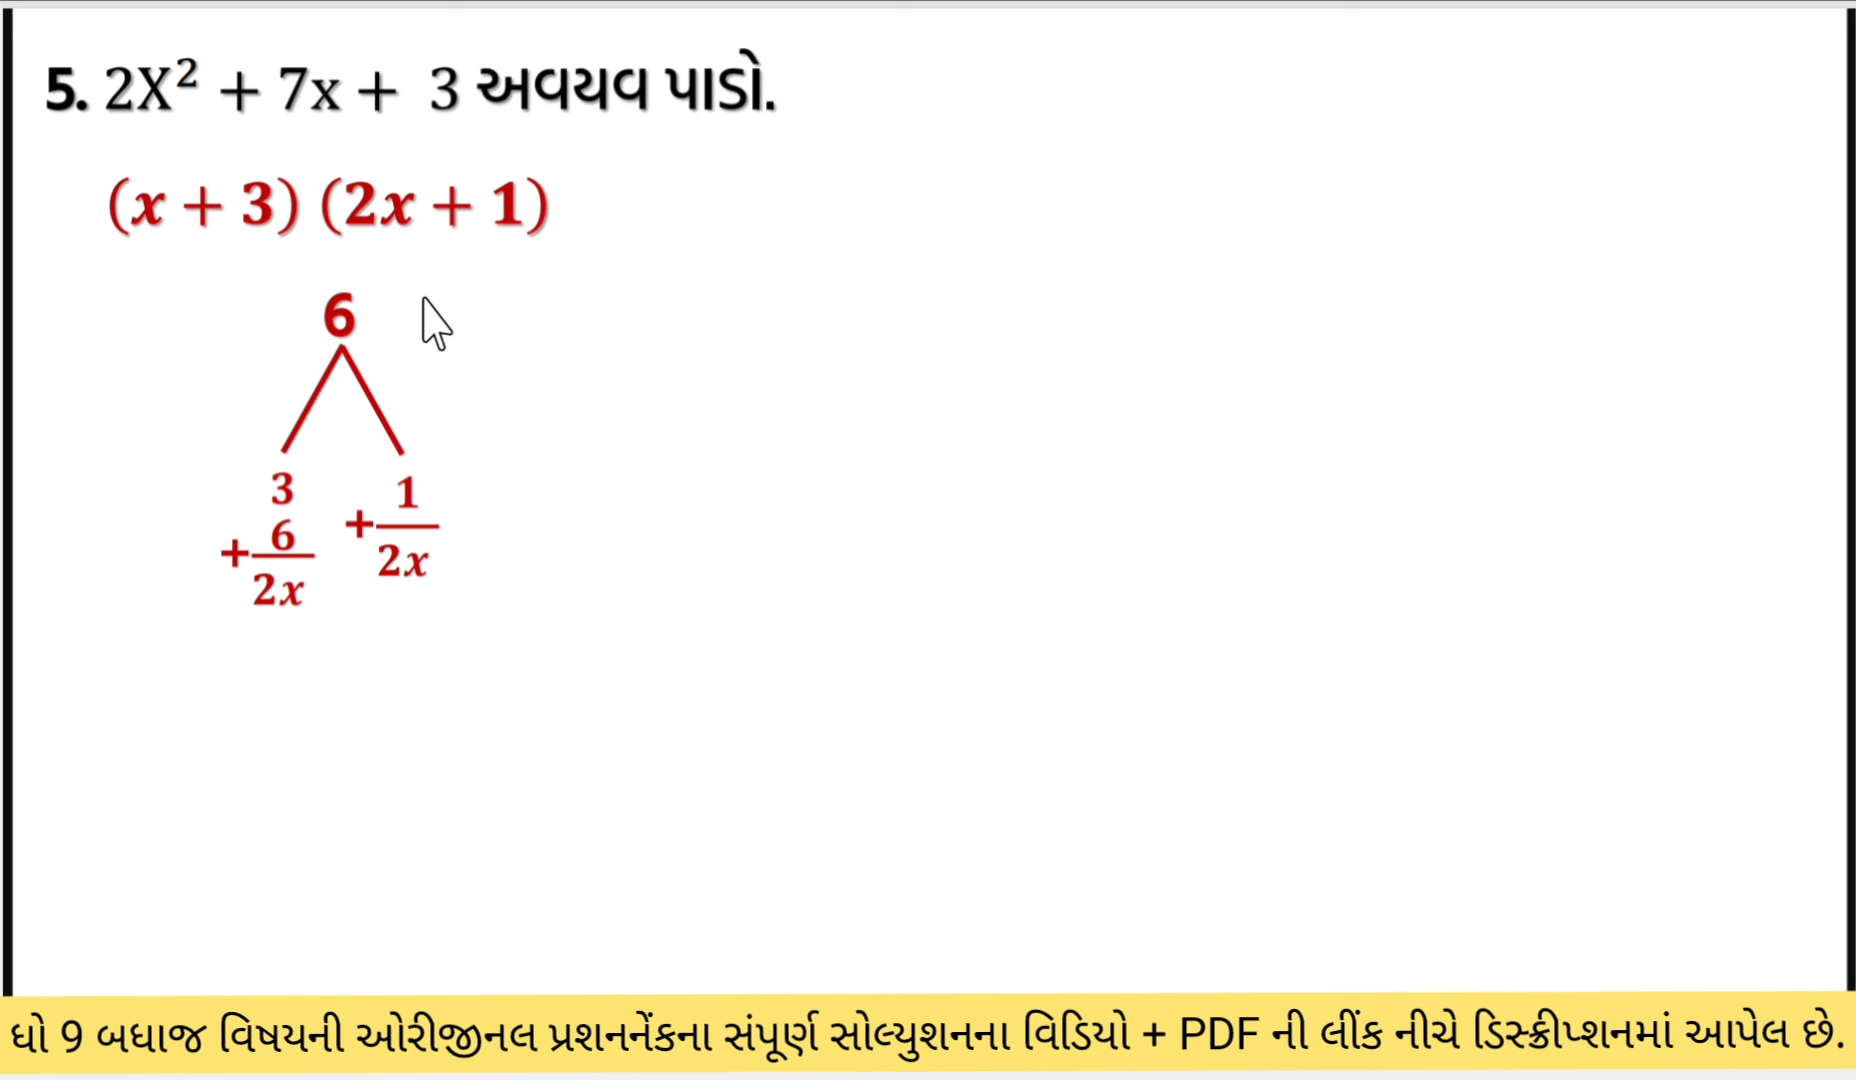 5. 2X² + 7x + 3 અવયવ પાડો.
(x + 3) (2x + 1)
6
3 1
+ 6/2x + /2x
ધો 9 બધાજ વિષયની ઓરીજીનલ પ્રશનનેંકના સંપૂર્ણ સોલ્યુશનના વિડિયો + PDF ની લીંક નીચે ડિસ્ક્રીપ્શનમાં આપેલ છે.